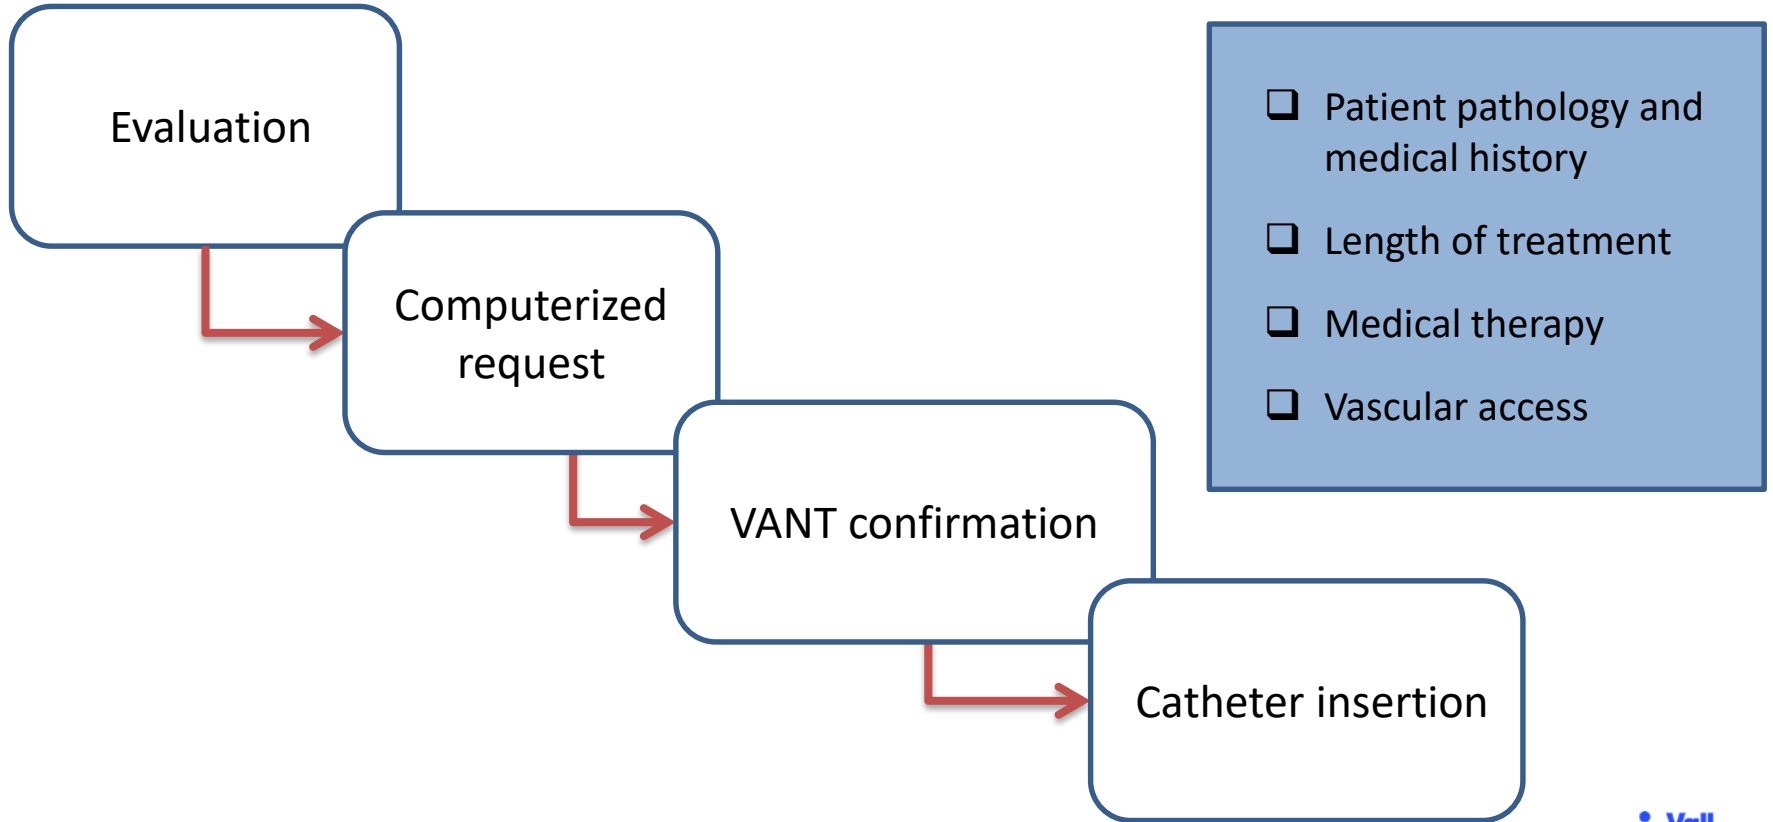 Evaluation
Computerized
request
VANT confirmation
Catheter insertion
❑ Patient pathology and
medical history
❑ Length of treatment
❑ Medical therapy
❑ Vascular access
Vall